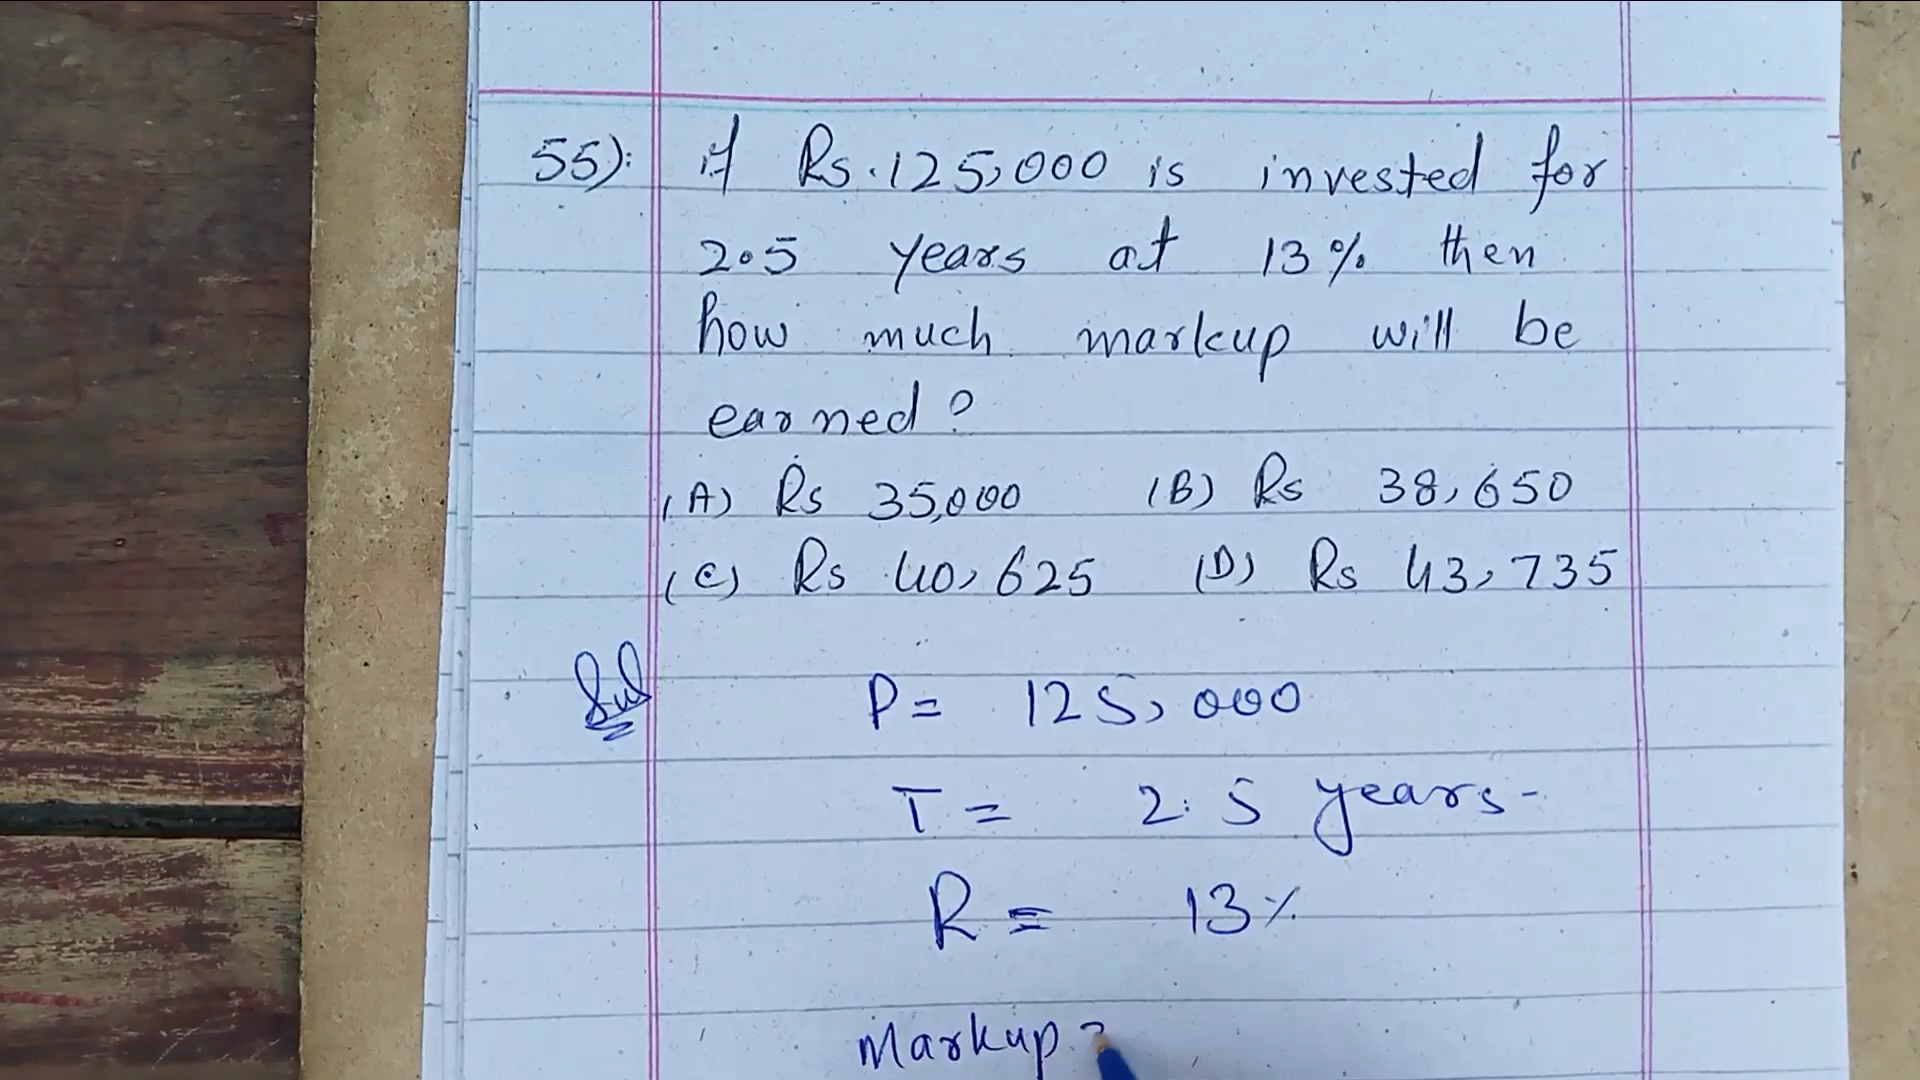 55): if Rs.125,000 is invested for
2.5 years at 13% then
how much markup will be
earned?
(A) Rs 35,000 (B) Rs 38,650
(C) Rs 40,625 (D) Rs 43,735
Sol P= 125,000
T = 2.5 years-
R = 13%
Markup =